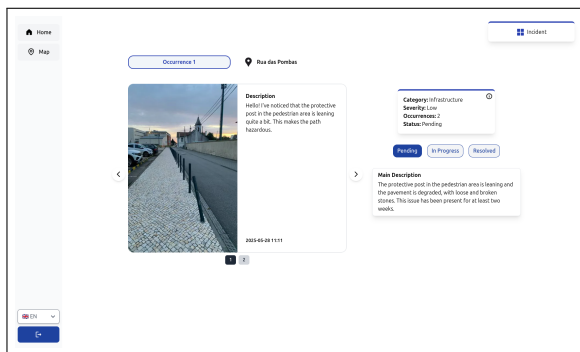 Home
Map
Incident
Occurrence 1
Rua das Pombas
Description
Hello! I've noticed that the protective
post in the pedestrian area is leaning
quite a bit. This makes the path
hazardous.
2025-05-28 11:11
1 2
Category: Infrastructure
Severity: Low
Occurrences: 2
Status: Pending
Pending In Progress Resolved
Main Description
The protective post in the pedestrian area is leaning and
the pavement is degraded, with loose and broken
stones. This issue has been present for at least two
weeks.
EN